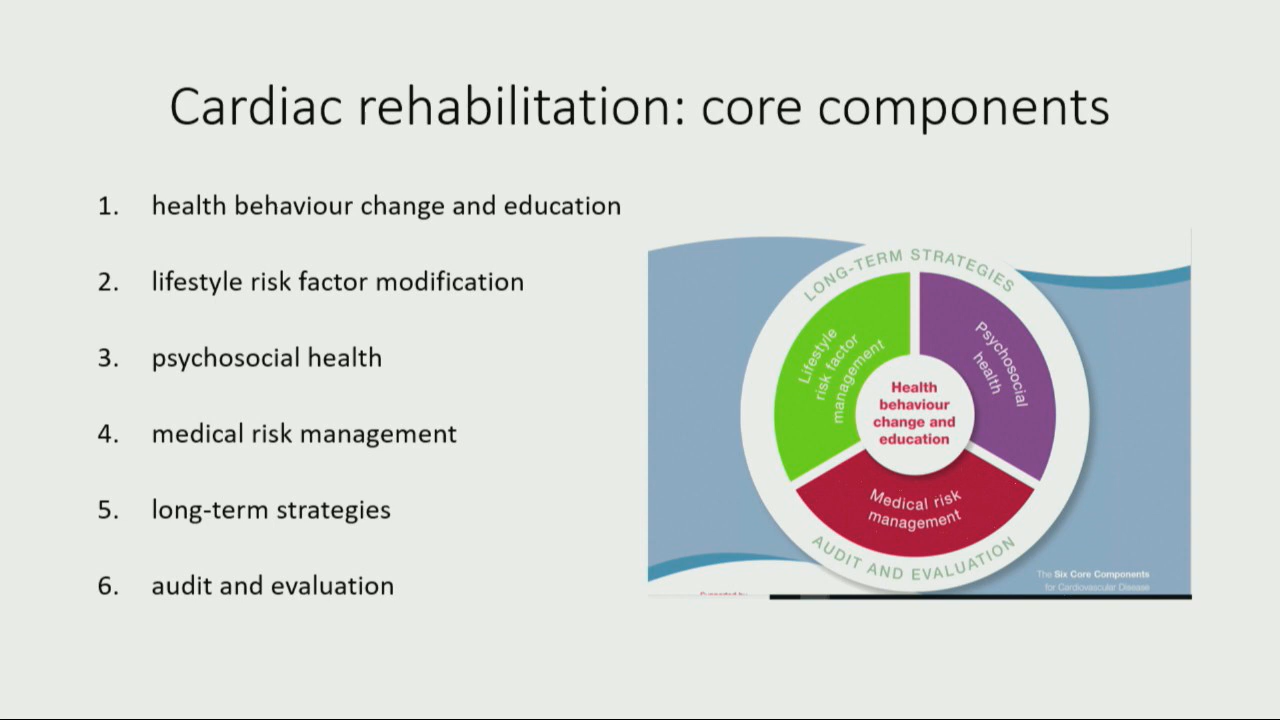 Cardiac rehabilitation: core components
1. health behaviour change and education
2. lifestyle risk factor modification
3. psychosocial health
4. medical risk management
5. long-term strategies
6. audit and evaluation
LONG-TERM STRATEGIES
Lifestyle
risk factor
management
Psychosocial
health
Health
behaviour
change and
education
Medical risk
management
AUDIT AND EVALUATION
The Six Core Components
for Cardiovascular Disease